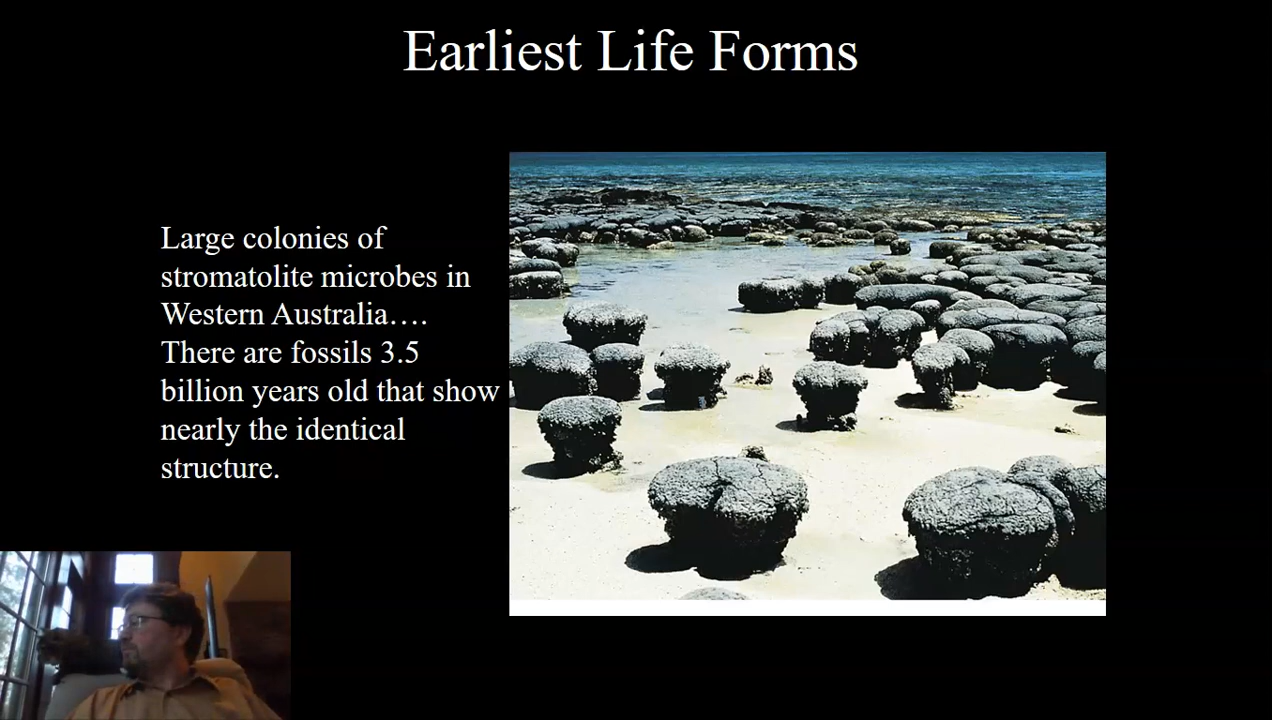 Earliest Life Forms
Large colonies of
stromatolite microbes in
Western Australia….
There are fossils 3.5
billion years old that show
nearly the identical
structure.